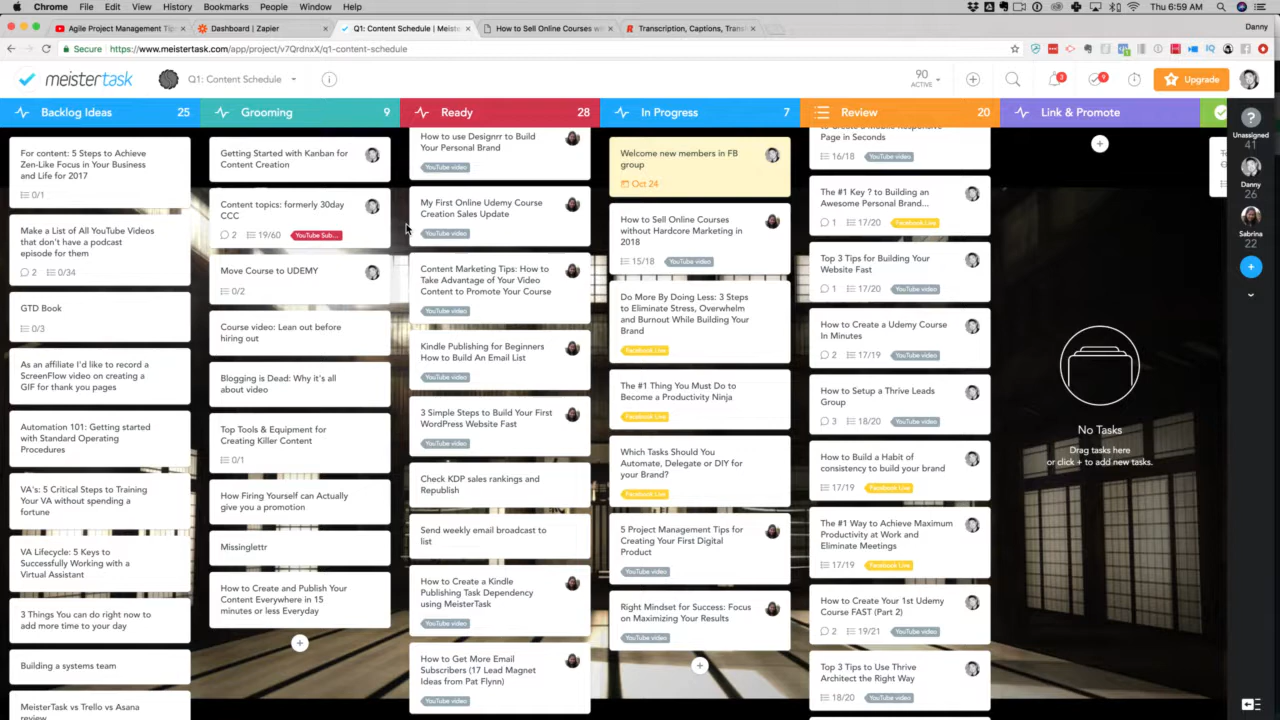 Chrome File Edit View History Bookmarks People Window Help
Thu 6:59 AM
Agile Project Management Tip
Dashboard | Zapier
Q1: Content Schedule | Meister
How to Sell Online Courses wi
Transcription, Captions, Trans
Danny
Secure https://www.meistertask.com/app/project/v7QrdnxX/q1-content-schedule
meistertask
Q1: Content Schedule
90
ACTIVE
3
9
Upgrade
Backlog Ideas 25
For content: 5 Steps to Achieve
Zen-Like Focus in Your Business
and Life for 2017
0/1
Make a List of All YouTube Videos
that don't have a podcast
episode for them
2 0/34
GTD Book
0/3
As an affiliate I'd like to record a
ScreenFlow video on creating a
GIF for thank you pages
Automation 101: Getting started
with Standard Operating
Procedures
VA's: 5 Critical Steps to Training
Your VA without spending a
fortune
VA Lifecycle: 5 Keys to
Successfully Working with a
Virtual Assistant
3 Things You can do right now to
add more time to your day
Building a systems team
MeisterTask vs Trello vs Asana
review
Grooming 9
Getting Started with Kanban for
Content Creation
Content topics: formerly 30day
CCC
2 19/60 YouTube Sub...
Move Course to UDEMY
0/2
Course video: Lean out before
hiring out
Blogging is Dead: Why it's all
about video
Top Tools & Equipment for
Creating Killer Content
0/1
How Firing Yourself can Actually
give you a promotion
Missinglettr
How to Create and Publish Your
Content Everywhere in 15
minutes or less Everyday
Ready 28
How to use Designrr to Build
Your Personal Brand
YouTube video
My First Online Udemy Course
Creation Sales Update
YouTube video
Content Marketing Tips: How to
Take Advantage of Your Video
Content to Promote Your Course
YouTube video
Kindle Publishing for Beginners
How to Build An Email List
YouTube video
3 Simple Steps to Build Your First
WordPress Website Fast
YouTube video
Check KDP sales rankings and
Republish
Send weekly email broadcast to
list
How to Create a Kindle
Publishing Task Dependency
using MeisterTask
YouTube video
How to Get More Email
Subscribers (17 Lead Magnet
Ideas from Pat Flynn)
YouTube video
In Progress 7
Welcome new members in FB
group
Oct 24
How to Sell Online Courses
without Hardcore Marketing in
2018
15/18 YouTube video
Do More By Doing Less: 3 Steps
to Eliminate Stress, Overwhelm
and Burnout While Building Your
Brand
Facebook Live
The #1 Thing You Must Do to
Become a Productivity Ninja
Facebook Live
Which Tasks Should You
Automate, Delegate or DIY for
your Brand?
Facebook Live
5 Project Management Tips for
Creating Your First Digital
Product
YouTube video
Right Mindset for Success: Focus
on Maximizing Your Results
YouTube video
Review 20
to Create a Mobile Responsive
Page in Seconds
16/18 YouTube video
The #1 Key ? to Building an
Awesome Personal Brand...
1 17/20 Facebook Live
Top 3 Tips for Building Your
Website Fast
1 17/20 YouTube video
How to Create a Udemy Course
In Minutes
2 17/19 YouTube video
How to Setup a Thrive Leads
Group
3 18/20 YouTube video
How to Build a Habit of
consistency to build your brand
17/19 Facebook Live
The #1 Way to Achieve Maximum
Productivity at Work and
Eliminate Meetings
17/19 Facebook Live
How to Create Your 1st Udemy
Course FAST (Part 2)
2 19/21 YouTube video
Top 3 Tips to Use Thrive
Architect the Right Way
18/20 YouTube video
Link & Promote
No Tasks
Drag tasks here
or click + to add new tasks.
Unassigned
41
Danny
26
Sabrina
22